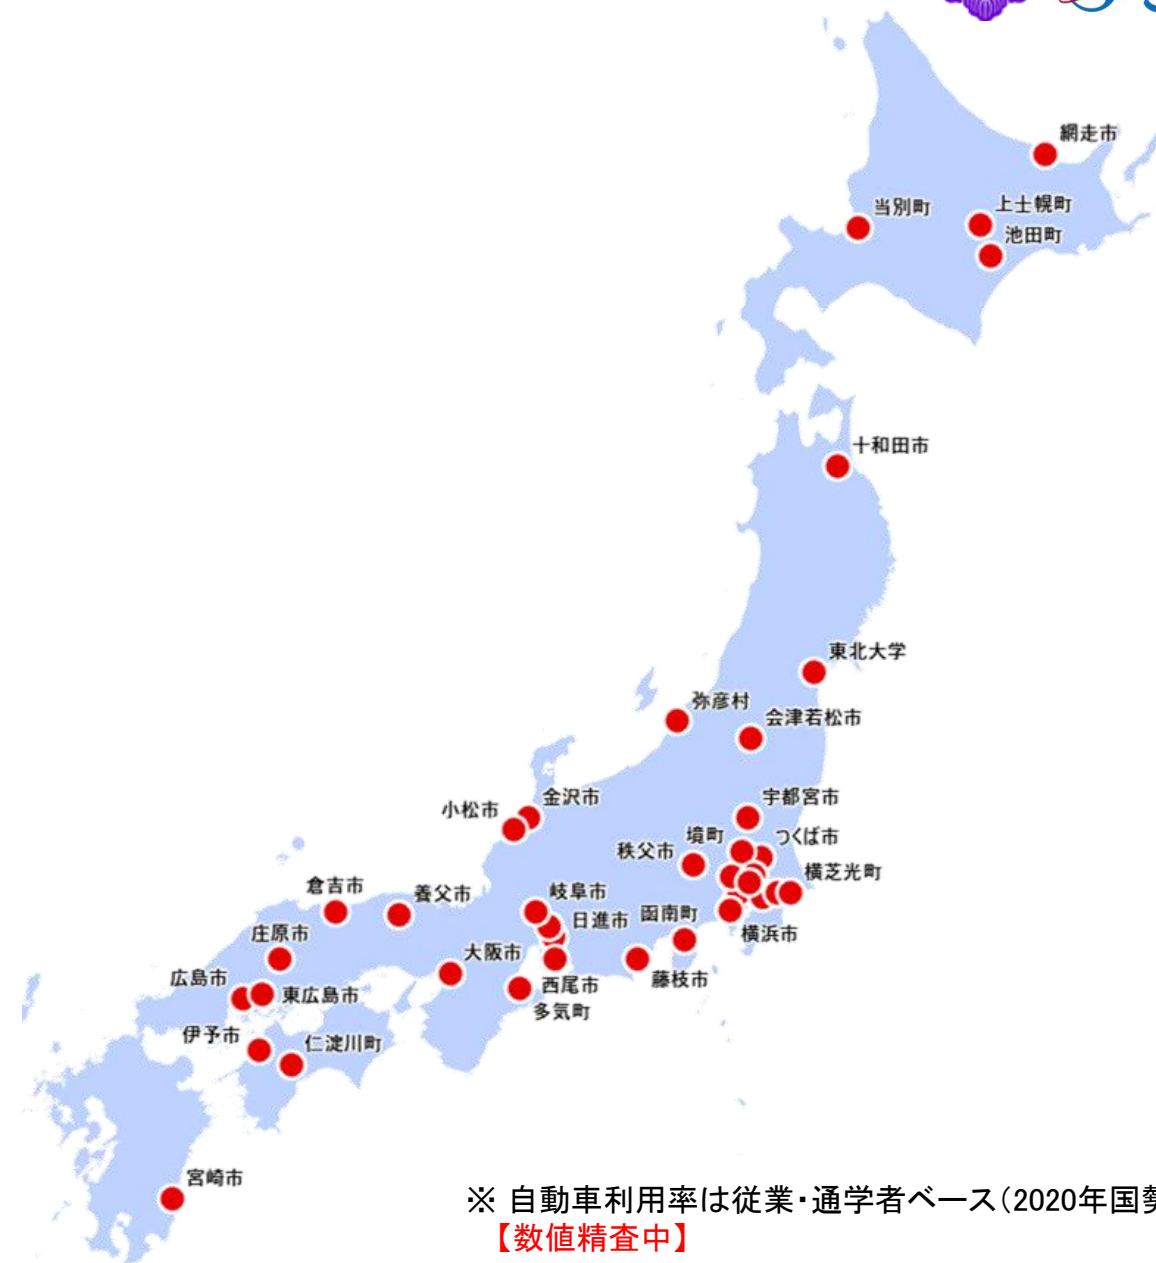 網走市
上士幌町
当別町
池田町
十和田市
東北大学
弥彦村
会津若松市
金沢市
宇都宮市
小松市
境町
つくば市
秩父市
横芝光町
倉吉市
養父市
岐阜市
日進市
函南町
庄原市
横浜市
大阪市
広島市
藤枝市
西尾市
東広島市
多気町
伊予市
仁淀川町
宮崎市
※ 自動車利用率は従業・通学者ベース（2020年国勢
【数値精査中】